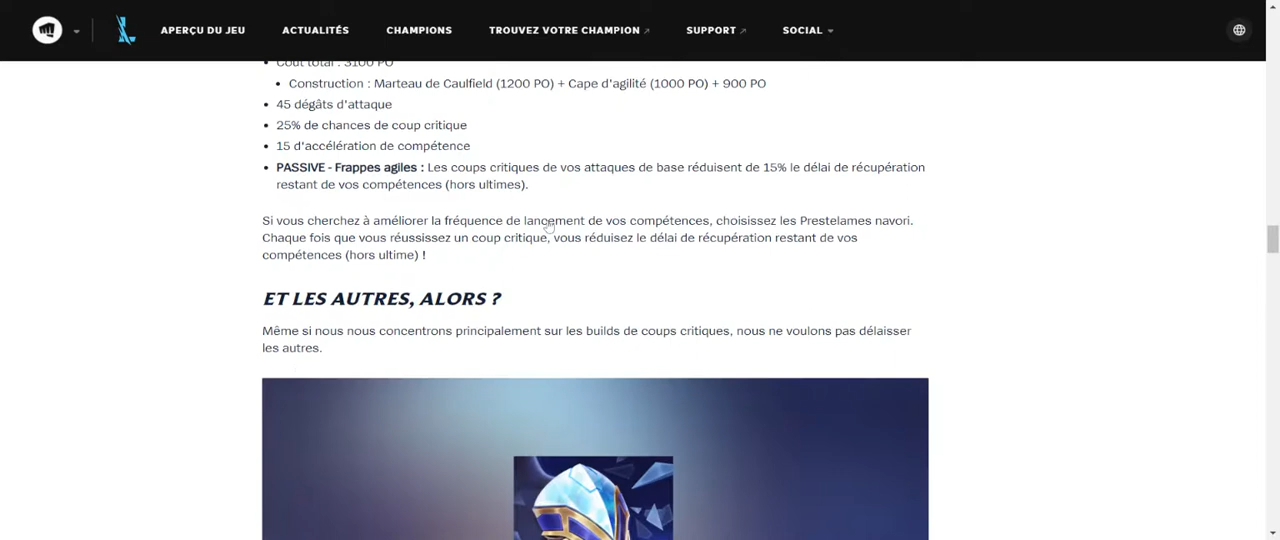 APERÇU DU JEU ACTUALITÉS CHAMPIONS TROUVEZ VOTRE CHAMPION SUPPORT SOCIAL
Coût total : 3100 PO
Construction : Marteau de Caulfield (1200 PO) + Cape d'agilité (1000 PO) + 900 PO
45 dégâts d'attaque
25% de chances de coup critique
15 d'accélération de compétence
PASSIVE - Frappes agiles : Les coups critiques de vos attaques de base réduisent de 15% le délai de récupération
restant de vos compétences (hors ultimes).
Si vous cherchez à améliorer la fréquence de lancement de vos compétences, choisissez les Prestelames navori.
Chaque fois que vous réussissez un coup critique, vous réduisez le délai de récupération restant de vos
compétences (hors ultime) !
ET LES AUTRES, ALORS ?
Même si nous nous concentrons principalement sur les builds de coups critiques, nous ne voulons pas délaisser
les autres.